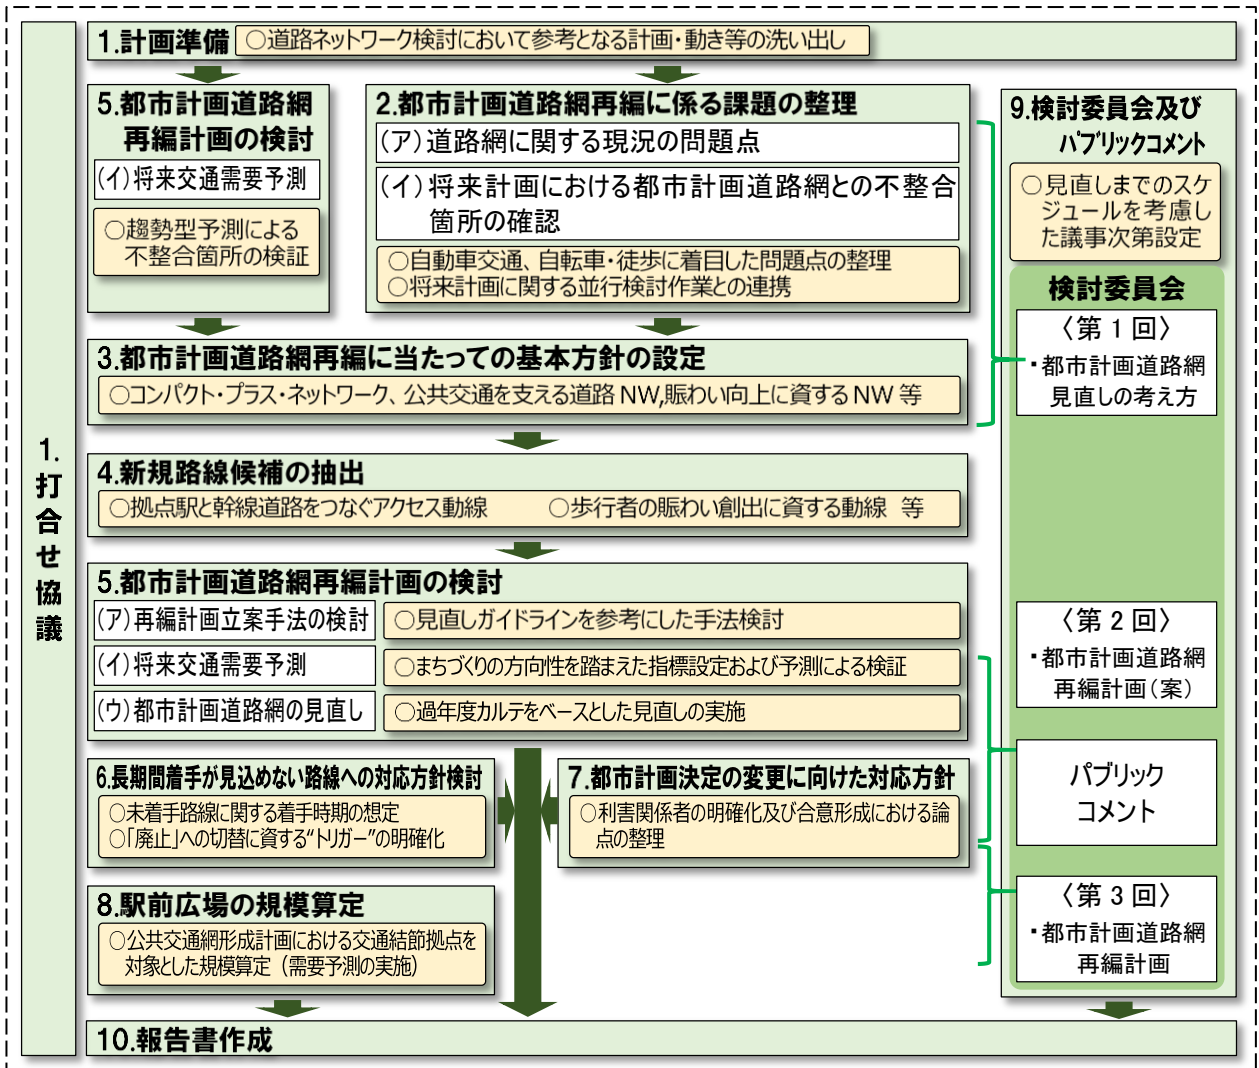 1.計画準備 ○道路ネットワーク検討において参考となる計画・動き等の洗い出し
5.都市計画道路網
再編計画の検討
(イ)将来交通需要予測
○趨勢型予測による
不整合箇所の検証
2.都市計画道路網再編に係る課題の整理
(ア)道路網に関する現況の問題点
(イ)将来計画における都市計画道路網との不整合
箇所の確認
○自動車交通、自転車・徒歩に着目した問題点の整理
○将来計画に関する並行検討作業との連携
3.都市計画道路網再編に当たっての基本方針の設定
○コンパクト・プラス・ネットワーク、公共交通を支える道路NW,賑わい向上に資するNW等
4.新規路線候補の抽出
○拠点駅と幹線道路をつなぐアクセス動線 ○歩行者の賑わい創出に資する動線 等
5.都市計画道路網再編計画の検討
(ア)再編計画立案手法の検討 ○見直しガイドラインを参考にした手法検討
(イ)将来交通需要予測 ○まちづくりの方向性を踏まえた指標設定および予測による検証
(ウ)都市計画道路網の見直し ○過年度カルテをベースとした見直しの実施
6.長期間着手が見込めない路線への対応方針検討
○未着手路線に関する着手時期の想定
○「廃止」への切替に資する“トリガー”の明確化
7.都市計画決定の変更に向けた対応方針
○利害関係者の明確化及び合意形成における論
点の整理
8.駅前広場の規模算定
○公共交通網形成計画における交通結節拠点を
対象とした規模算定（需要予測の実施）
9.検討委員会及び
パブリックコメント
○見直しまでのスケ
ジュールを考慮し
た議事次第設定
検討委員会
〈第1回〉
・都市計画道路網
見直しの考え方
〈第2回〉
・都市計画道路網
再編計画(案)
パブリック
コメント
〈第3回〉
・都市計画道路網
再編計画
10.報告書作成
1.
打
合
せ
協
議